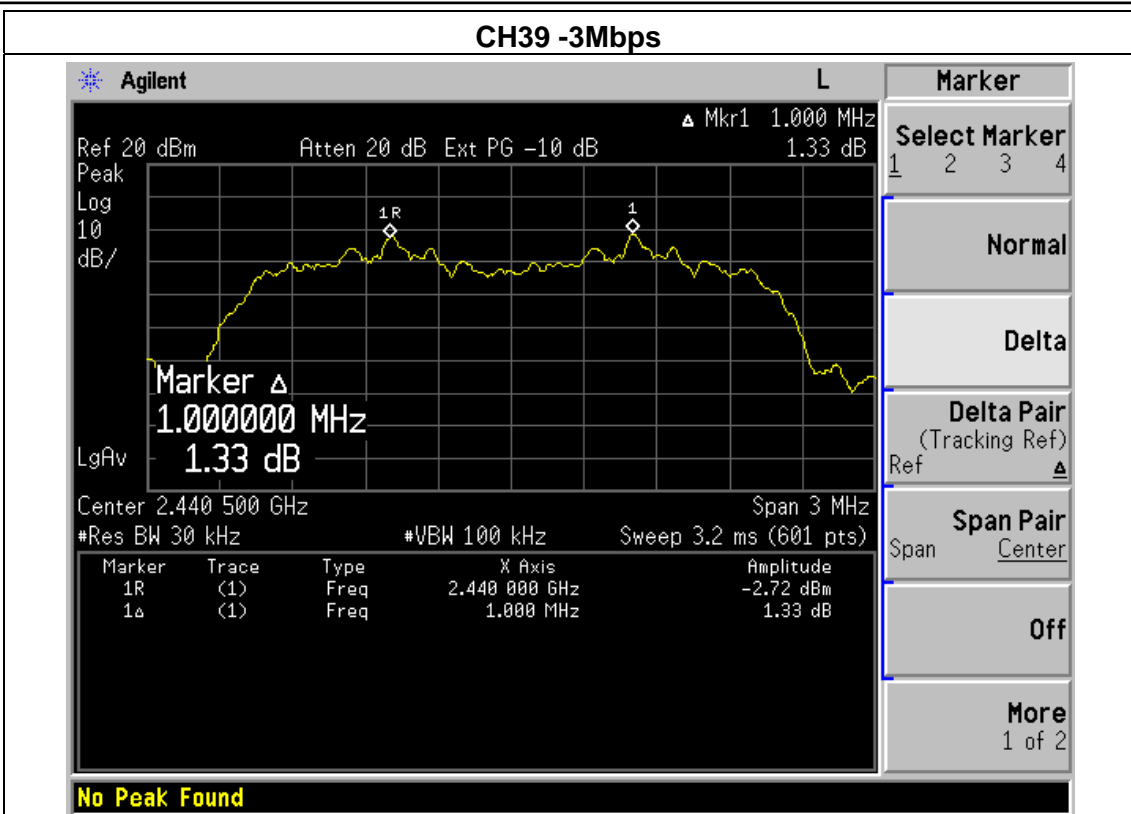 CH39 -3Mbps
Agilent L Marker
Δ Mkr1 1.000 MHz
Ref 20 dBm Atten 20 dB Ext PG -10 dB 1.33 dB
Peak
Log
10
dB/
1R
1
Marker Δ
1.000000 MHz
1.33 dB
LgAv
Center 2.440 500 GHz Span 3 MHz
#Res BW 30 kHz #VBW 100 kHz Sweep 3.2 ms (601 pts)
Marker Trace Type X Axis Amplitude
1R (1) Freq 2.440 000 GHz -2.72 dBm
1Δ (1) Freq 1.000 MHz 1.33 dB
Select Marker
1 2 3 4
Normal
Delta
Delta Pair
(Tracking Ref)
Ref Δ
Span Pair
Span Center
Off
More
1 of 2
No Peak Found